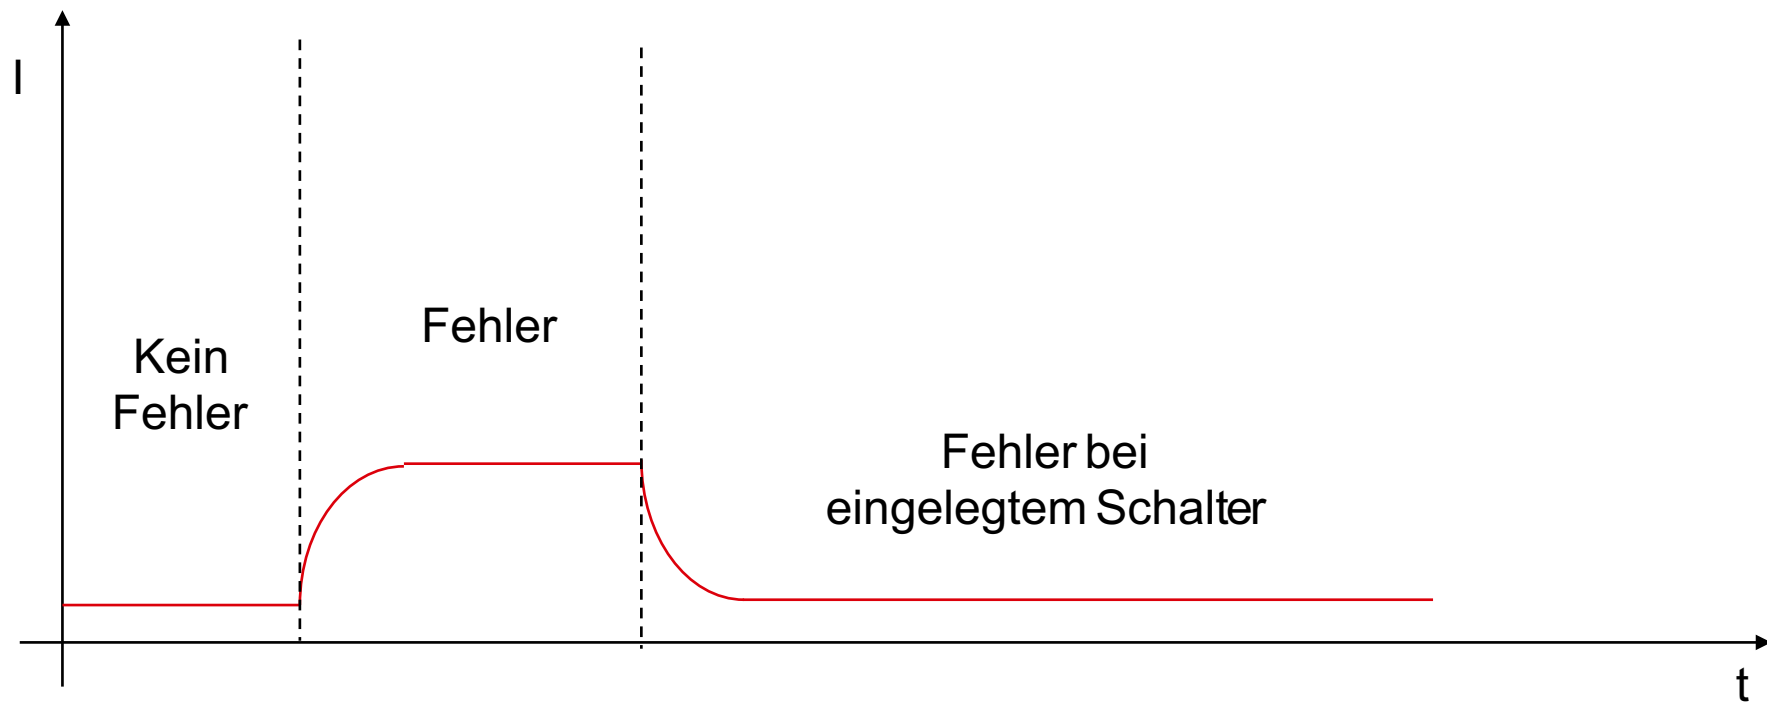 I
Kein
Fehler
Fehler
Fehler bei
eingelegtem Schalter
t